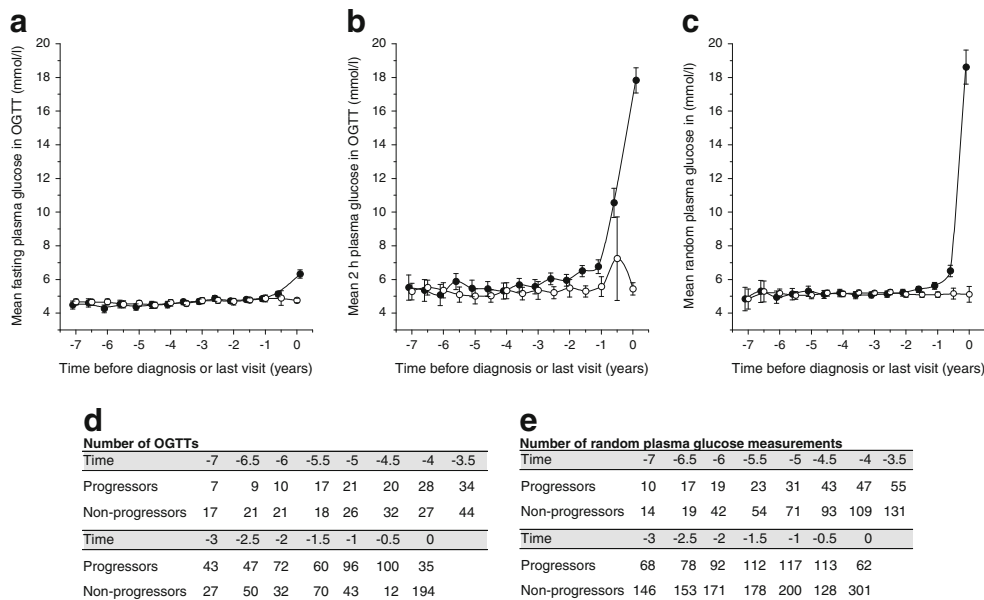 a
b
c
20
18
16
14
12
10
8
6
4
Mean fasting plasma glucose in OGTT (mmol/l)
-7 -6 -5 -4 -3 -2 -1 0
Time before diagnosis or last visit (years)
20
18
16
14
12
10
8
6
4
Mean 2 h plasma glucose in OGTT (mmol/l)
-7 -6 -5 -4 -3 -2 -1 0
Time before diagnosis or last visit (years)
20
18
16
14
12
10
8
6
4
Mean random plasma glucose in (mmol/l)
-7 -6 -5 -4 -3 -2 -1 0
Time before diagnosis or last visit (years)
d
Number of OGTTs
Time -7 -6.5 -6 -5.5 -5 -4.5 -4 -3.5
Progressors 7 9 10 17 21 20 28 34
Non-progressors 17 21 21 18 26 32 27 44
Time -3 -2.5 -2 -1.5 -1 -0.5 0
Progressors 43 47 72 60 96 100 35
Non-progressors 27 50 32 70 43 12 194
e
Number of random plasma glucose measurements
Time -7 -6.5 -6 -5.5 -5 -4.5 -4 -3.5
Progressors 10 17 19 23 31 43 47 55
Non-progressors 14 19 42 54 71 93 109 131
Time -3 -2.5 -2 -1.5 -1 -0.5 0
Progressors 68 78 92 112 117 113 62
Non-progressors 146 153 171 178 200 128 301